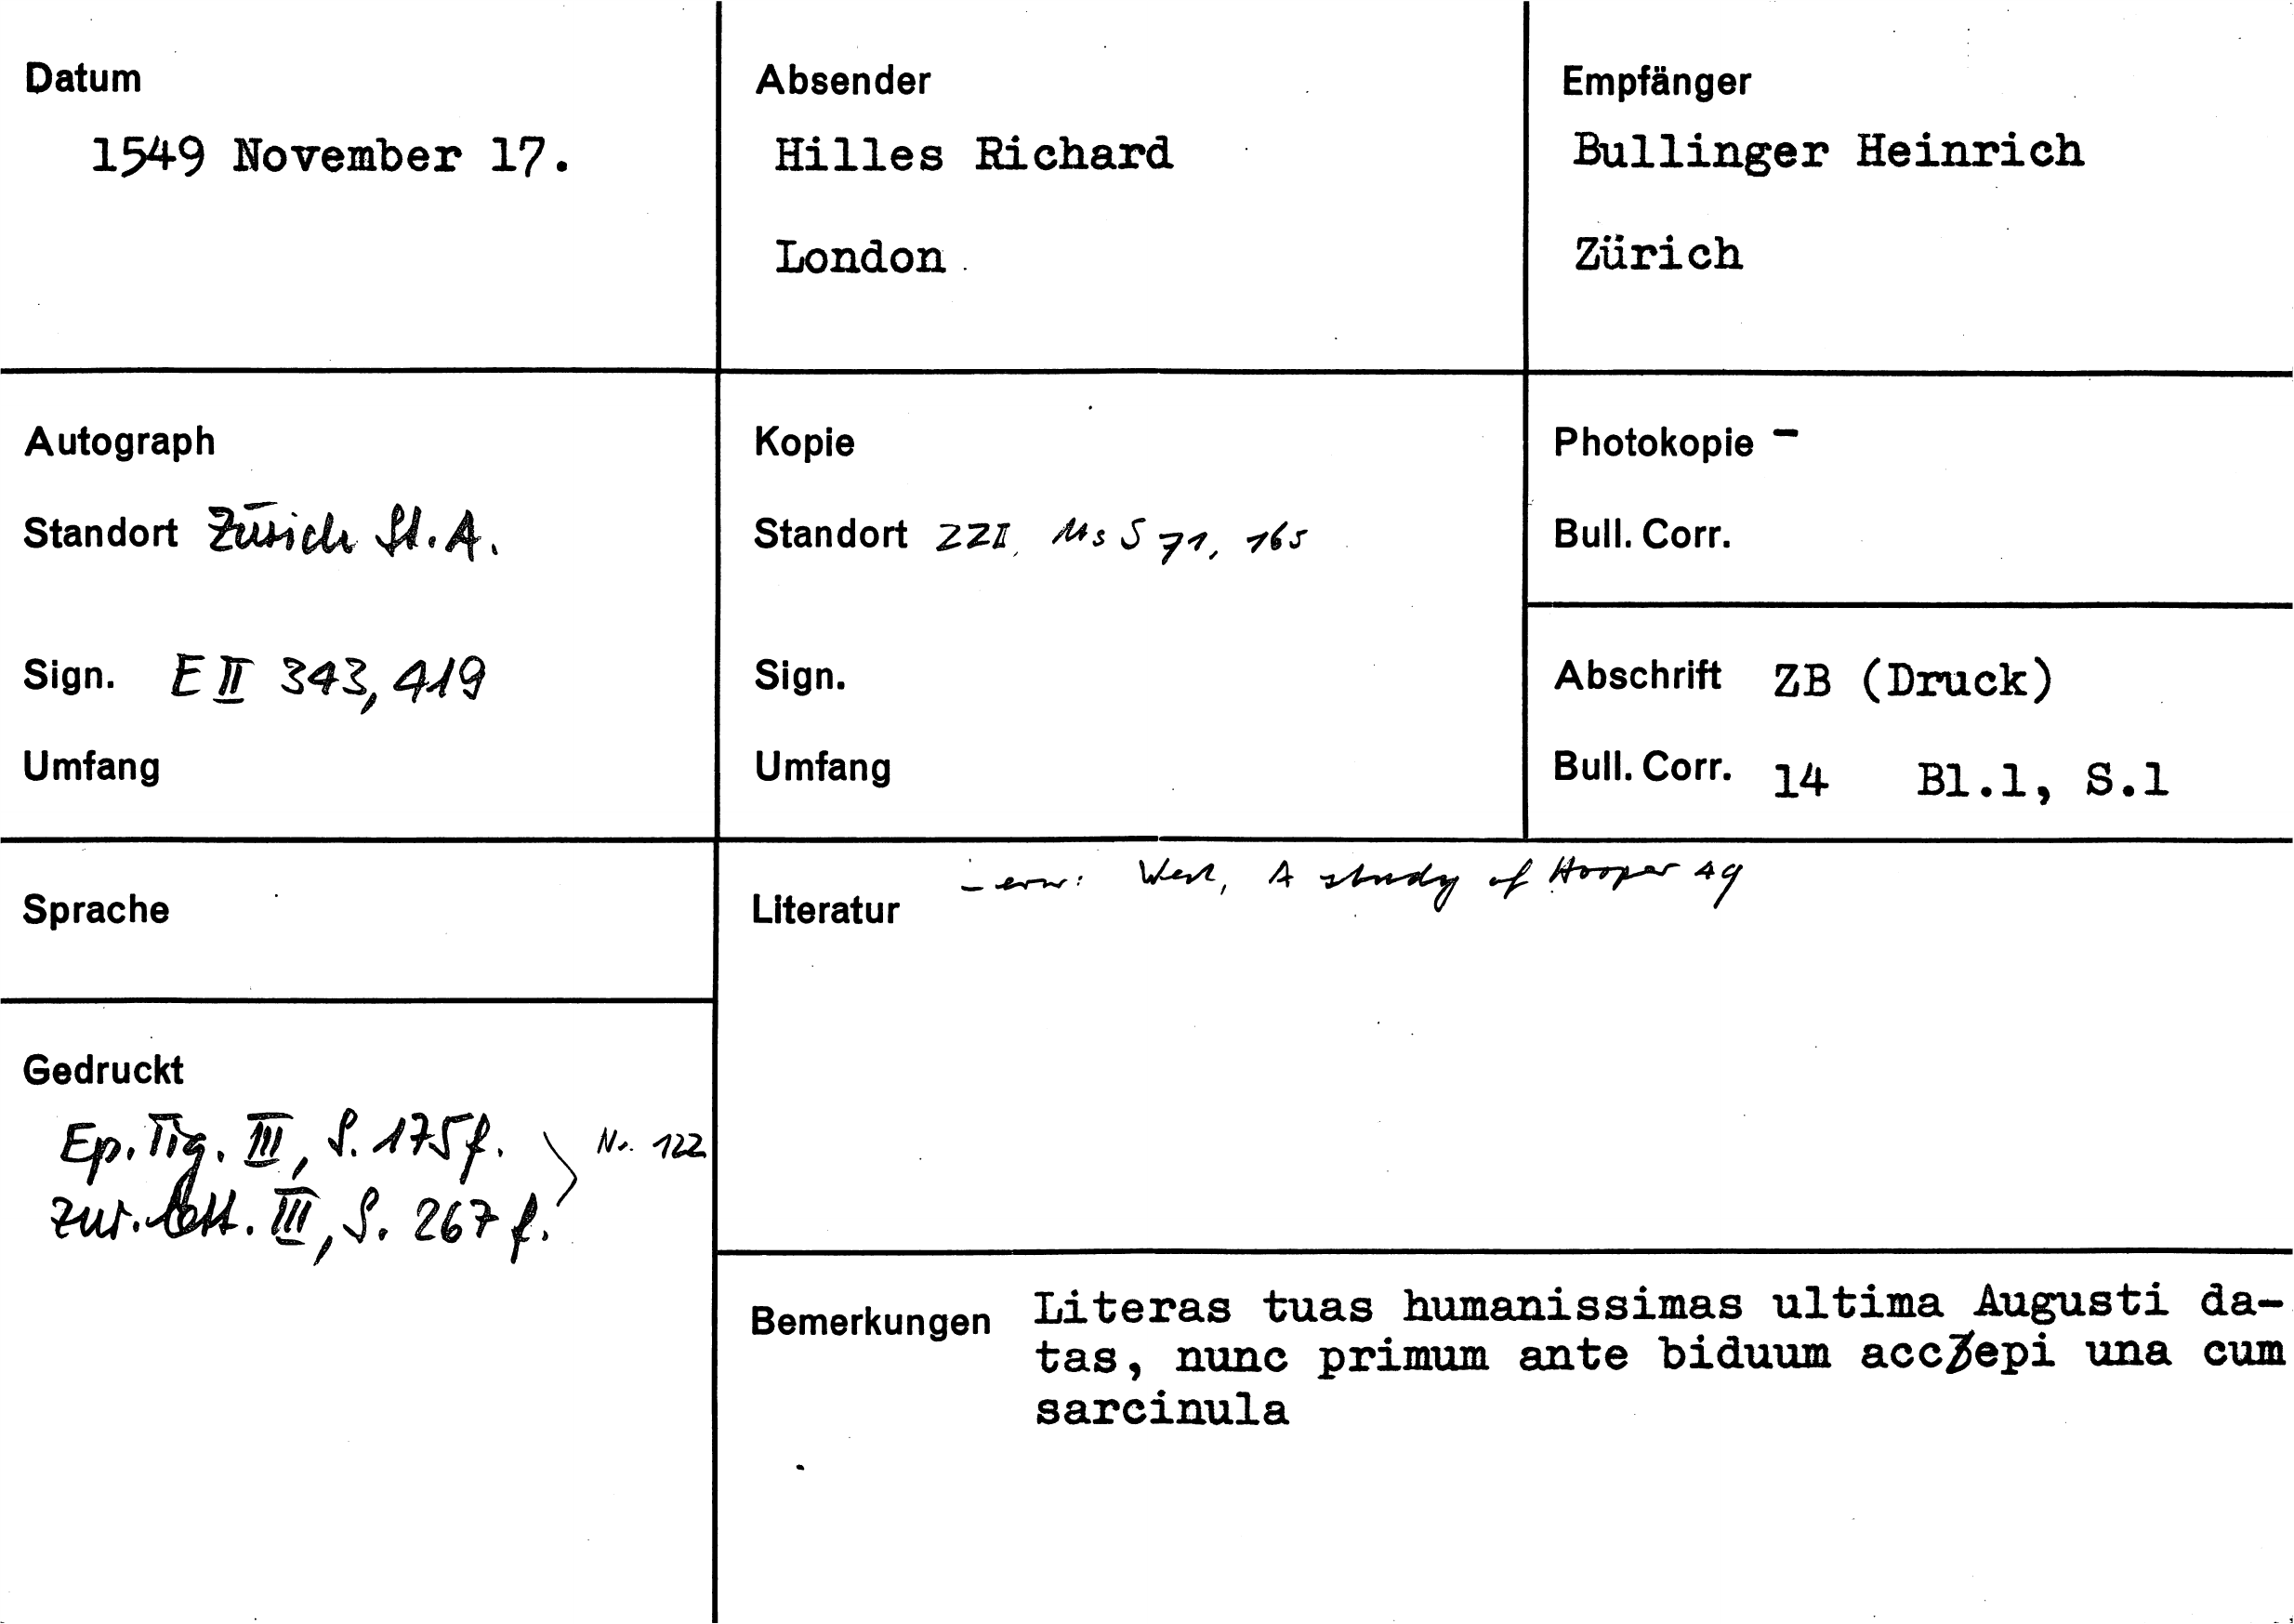 Datum
1549 November 17.
Absender
Hilles Richard
London
Empfänger
Bullinger Heinrich
Zürich
Autograph
Standort Zürich St.A.
Sign. E II 343, 419
Umfang
Kopie
Standort ZZII, Ms S 71, 165
Sign.
Umfang
Photokopie -
Bull. Corr.
Abschrift ZB (Druck)
Bull. Corr. 14 Bl.1, S.1
Sprache
Gedruckt
Ep. Tig. III, S. 175 f.
Zur. Lett. III, S. 267 f.
Nr. 122
Literatur - erw: West, A study of Hooper 49
Bemerkungen Literas tuas humanissimas ultima Augusti da-
tas, nunc primum ante biduum accepi una cum
sarcinula